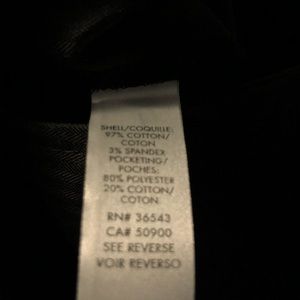 SHELL/COQUILLE:
97% COTTON/
COTON
3% SPANDEX
POCKETING/
POCHES:
80% POLYESTER
20% COTTON/
COTON
RN# 36543
CA# 50900
SEE REVERSE
VOIR REVERSO